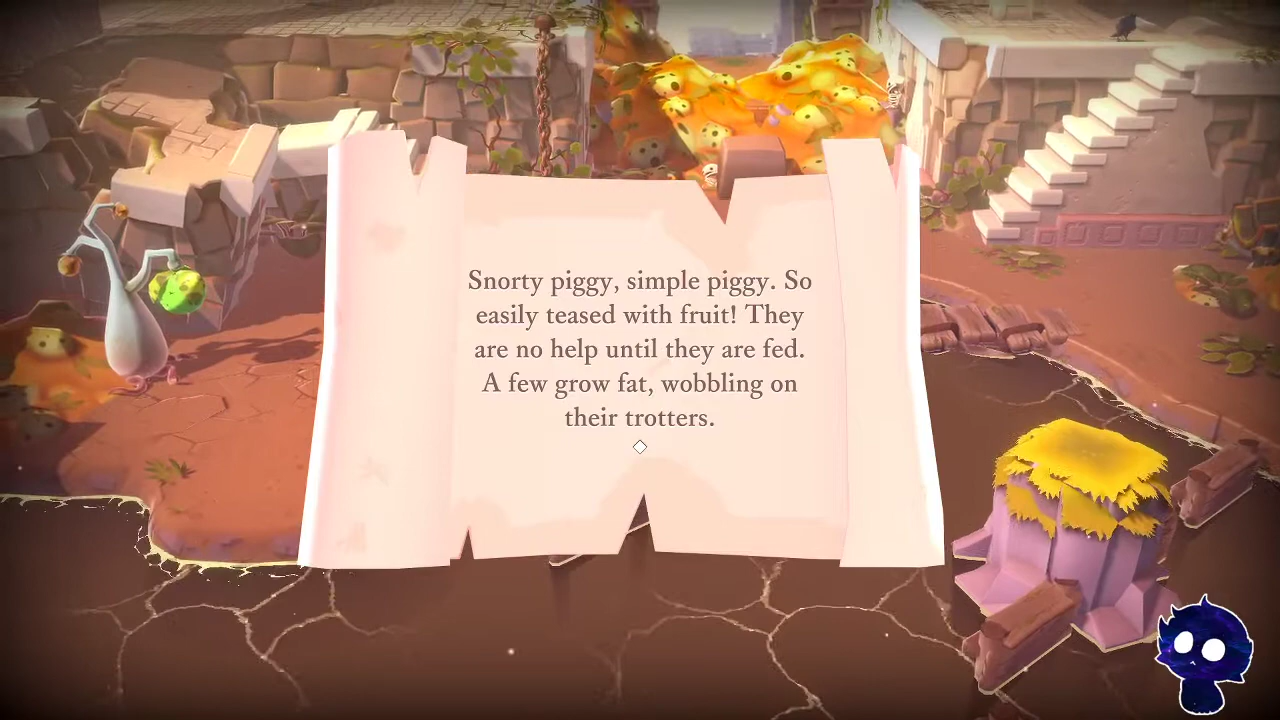 Snorty piggy, simple piggy. So
easily teased with fruit! They
are no help until they are fed.
A few grow fat, wobbling on
their trotters.